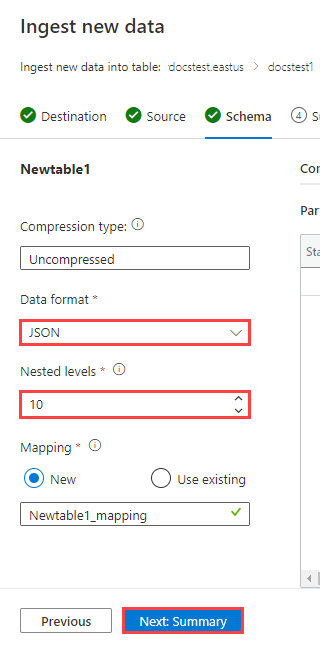 Ingest new data
Ingest new data into table: docstest.eastus > docstest1
Destination Source Schema 4 S
Newtable1
Co
Compression type:
Par
Uncompressed
Sta
Data format *
JSON
Nested levels *
10
Mapping *
New Use existing
Newtable1_mapping
Previous Next: Summary